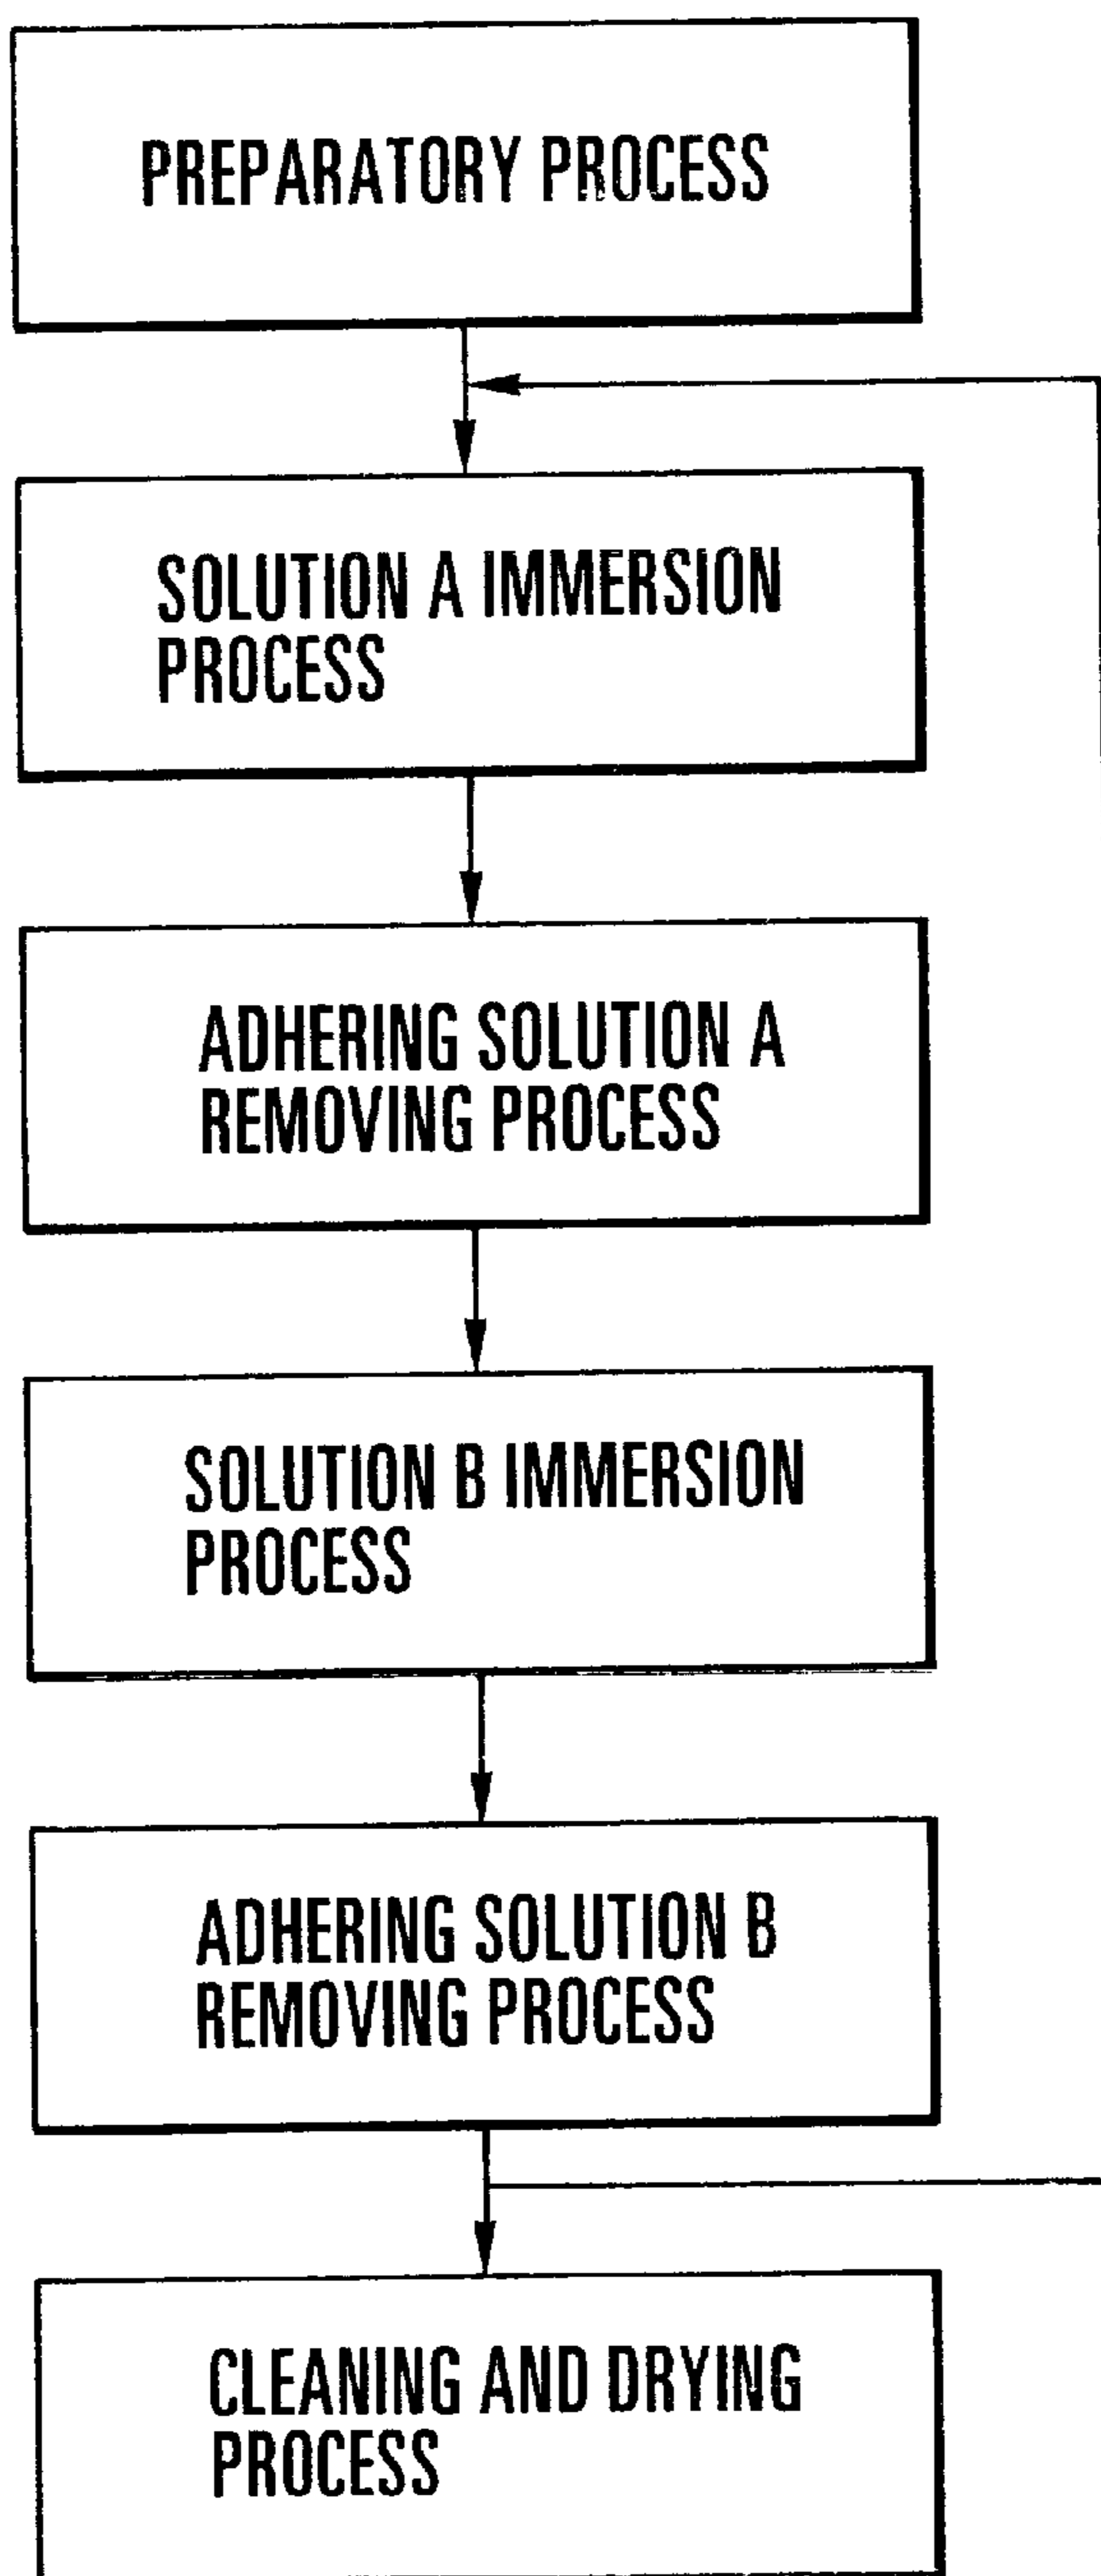 PREPARATORY PROCESS
SOLUTION A IMMERSION
PROCESS
ADHERING SOLUTION A
REMOVING PROCESS
SOLUTION B IMMERSION
PROCESS
ADHERING SOLUTION B
REMOVING PROCESS
CLEANING AND DRYING
PROCESS